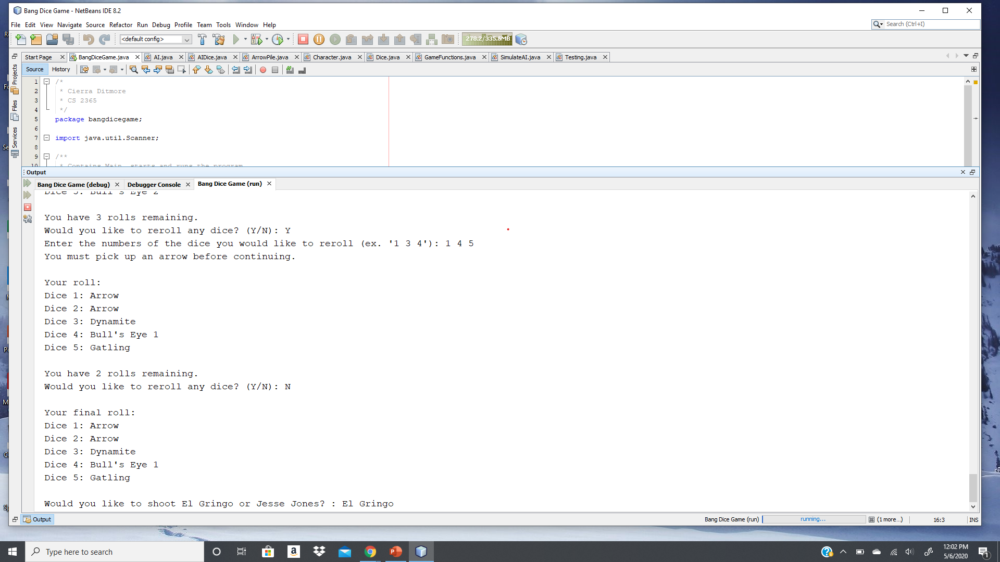 Bang Dice Game - NetBeans IDE 8.2
File Edit View Navigate Source Refactor Run Debug Profile Team Tools Window Help
Search (Ctrl+I)
<default config>
278.2/335.5MB
Start Page BangDiceGame.java AI.java AIDice.java ArrowPile.java Character.java Dice.java GameFunctions.java SimulateAI.java Testing.java
Source History
Projects
Files
Services
1 /*
2 * Cierra Ditmore
3 * CS 2365
4 */
5 package bangdicegame;
6
7 import java.util.Scanner;
8
9 /**
10 * Contains Main, starts and runs the program
Output
Bang Dice Game (debug) Debugger Console Bang Dice Game (run)
Dice 5: Bull's Eye 2
You have 3 rolls remaining.
Would you like to reroll any dice? (Y/N): Y
Enter the numbers of the dice you would like to reroll (ex. '1 3 4'): 1 4 5
You must pick up an arrow before continuing.
Your roll:
Dice 1: Arrow
Dice 2: Arrow
Dice 3: Dynamite
Dice 4: Bull's Eye 1
Dice 5: Gatling
You have 2 rolls remaining.
Would you like to reroll any dice? (Y/N): N
Your final roll:
Dice 1: Arrow
Dice 2: Arrow
Dice 3: Dynamite
Dice 4: Bull's Eye 1
Dice 5: Gatling
Would you like to shoot El Gringo or Jesse Jones? : El Gringo
Output
Bang Dice Game (run) running... (1 more...) 16:3 INS
Type here to search
12:02 PM
5/6/2020